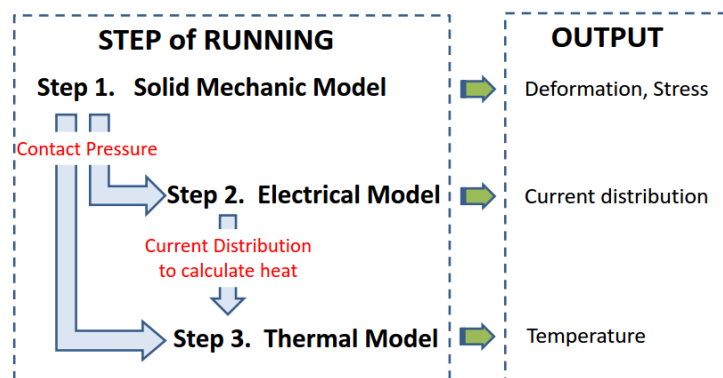 STEP of RUNNING
OUTPUT
Step 1. Solid Mechanic Model
Deformation, Stress
Contact Pressure
Step 2. Electrical Model
Current distribution
Current Distribution
to calculate heat
Step 3. Thermal Model
Temperature